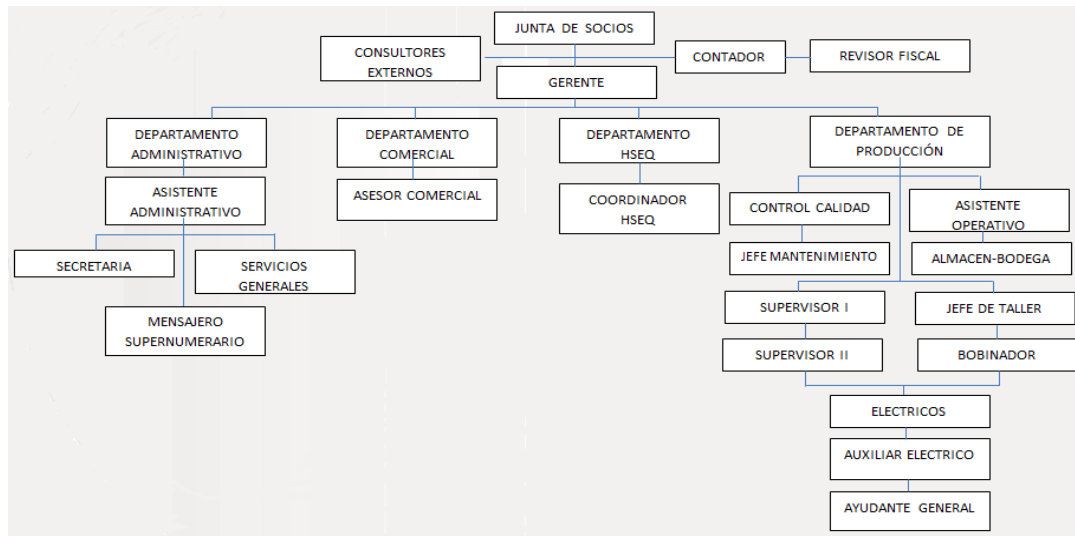 JUNTA DE SOCIOS
CONSULTORES
EXTERNOS
CONTADOR
REVISOR FISCAL
GERENTE
DEPARTAMENTO
ADMINISTRATIVO
DEPARTAMENTO
COMERCIAL
DEPARTAMENTO
HSEQ
DEPARTAMENTO DE
PRODUCCIÓN
ASISTENTE
ADMINISTRATIVO
ASESOR COMERCIAL
COORDINADOR
HSEQ
CONTROL CALIDAD
ASISTENTE
OPERATIVO
SECRETARIA
SERVICIOS
GENERALES
JEFE MANTENIMIENTO
ALMACEN-BODEGA
MENSAJERO
SUPERNUMERARIO
SUPERVISOR I
JEFE DE TALLER
SUPERVISOR II
BOBINADOR
ELECTRICOS
AUXILIAR ELECTRICO
AYUDANTE GENERAL